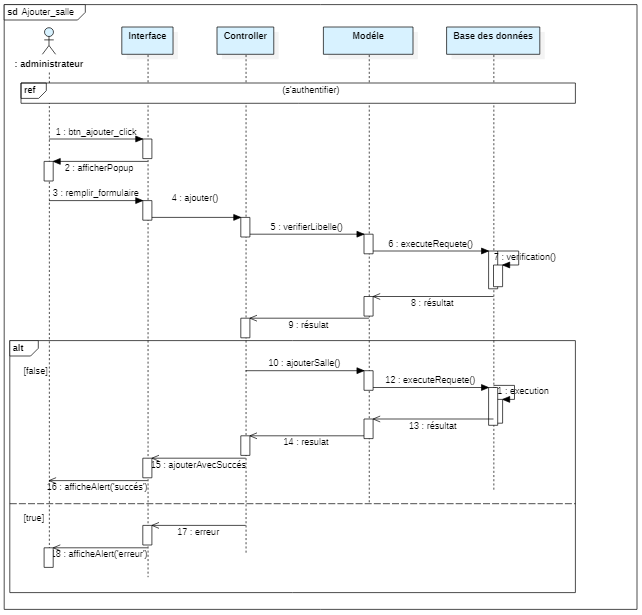 sd Ajouter_salle
Interface
Controller
Modéle
Base des données
: administrateur
ref
(s'authentifier)
1 : btn_ajouter_click
2 : afficherPopup
3 : remplir_formulaire
4 : ajouter()
5 : verifierLibelle()
6 : executeRequete()
7 : verification()
8 : résultat
9 : résulat
alt
[false]
10 : ajouterSalle()
12 : executeRequete()
: execution
13 : résultat
14 : resulat
15 : ajouterAvecSuccés
16 : afficheAlert('succés')
[true]
17 : erreur
18 : afficheAlert('erreur')